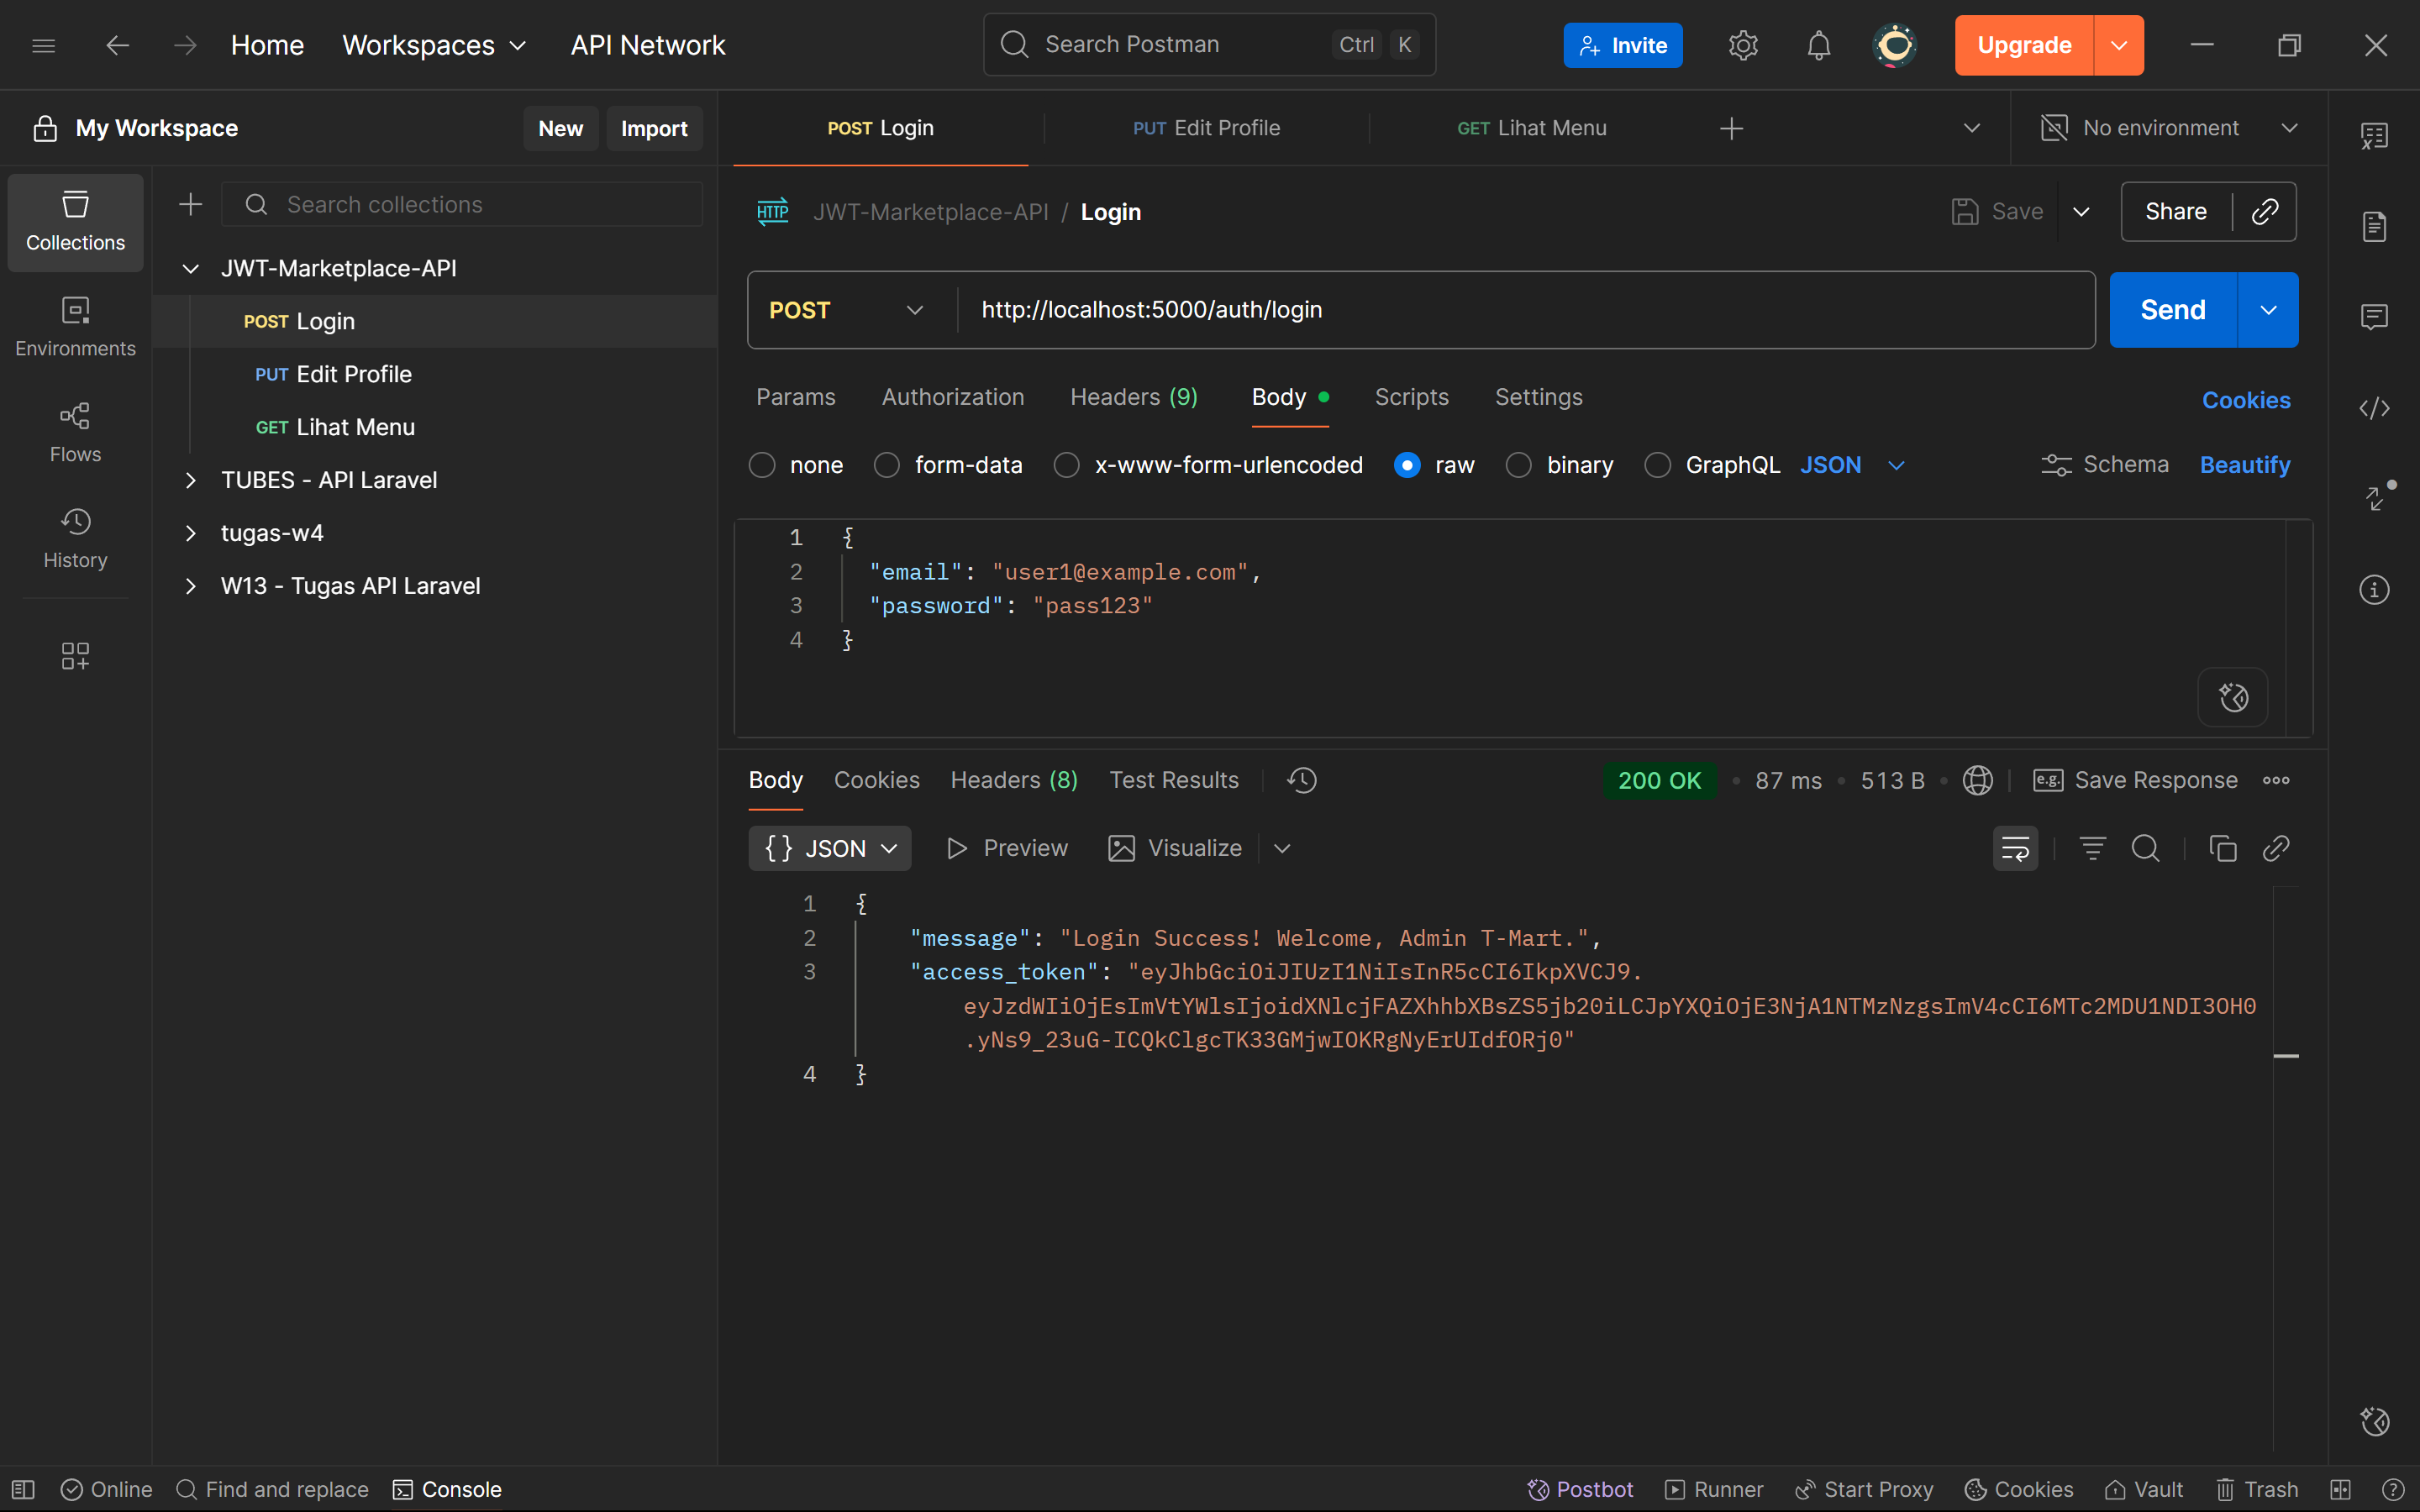 Home Workspaces API Network Search Postman Ctrl K Invite Upgrade
My Workspace New Import
POST Login PUT Edit Profile GET Lihat Menu No environment
Collections
Environments
Flows
History
Search collections
JWT-Marketplace-API
POST Login
PUT Edit Profile
GET Lihat Menu
TUBES - API Laravel
tugas-w4
W13 - Tugas API Laravel
HTTP JWT-Marketplace-API / Login Save Share
POST http://localhost:5000/auth/login Send
Params Authorization Headers (9) Body Scripts Settings Cookies
none form-data x-www-form-urlencoded raw binary GraphQL JSON Schema Beautify
1 {
2 "email": "user1@example.com",
3 "password": "pass123"
4 }
Body Cookies Headers (8) Test Results 200 OK • 87 ms • 513 B • e.g. Save Response
{} JSON Preview Visualize
1 {
2 "message": "Login Success! Welcome, Admin T-Mart.",
3 "access_token": "eyJhbGciOiJIUzI1NiIsInR5cCI6IkpXVCJ9.
eyJzdWIiOjEsImVtYWlsIjoidXNlcjFAZXhhbXBsZS5jb20iLCJpYXQiOjE3NjA1NTMzNzgsImV4cCI6MTc2MDU1NDI3OH0
.yNs9_23uG-ICQkClgcTK33GMjwIOKRgNyErUIdfORj0"
4 }
Online Find and replace Console Postbot Runner Start Proxy Cookies Vault Trash